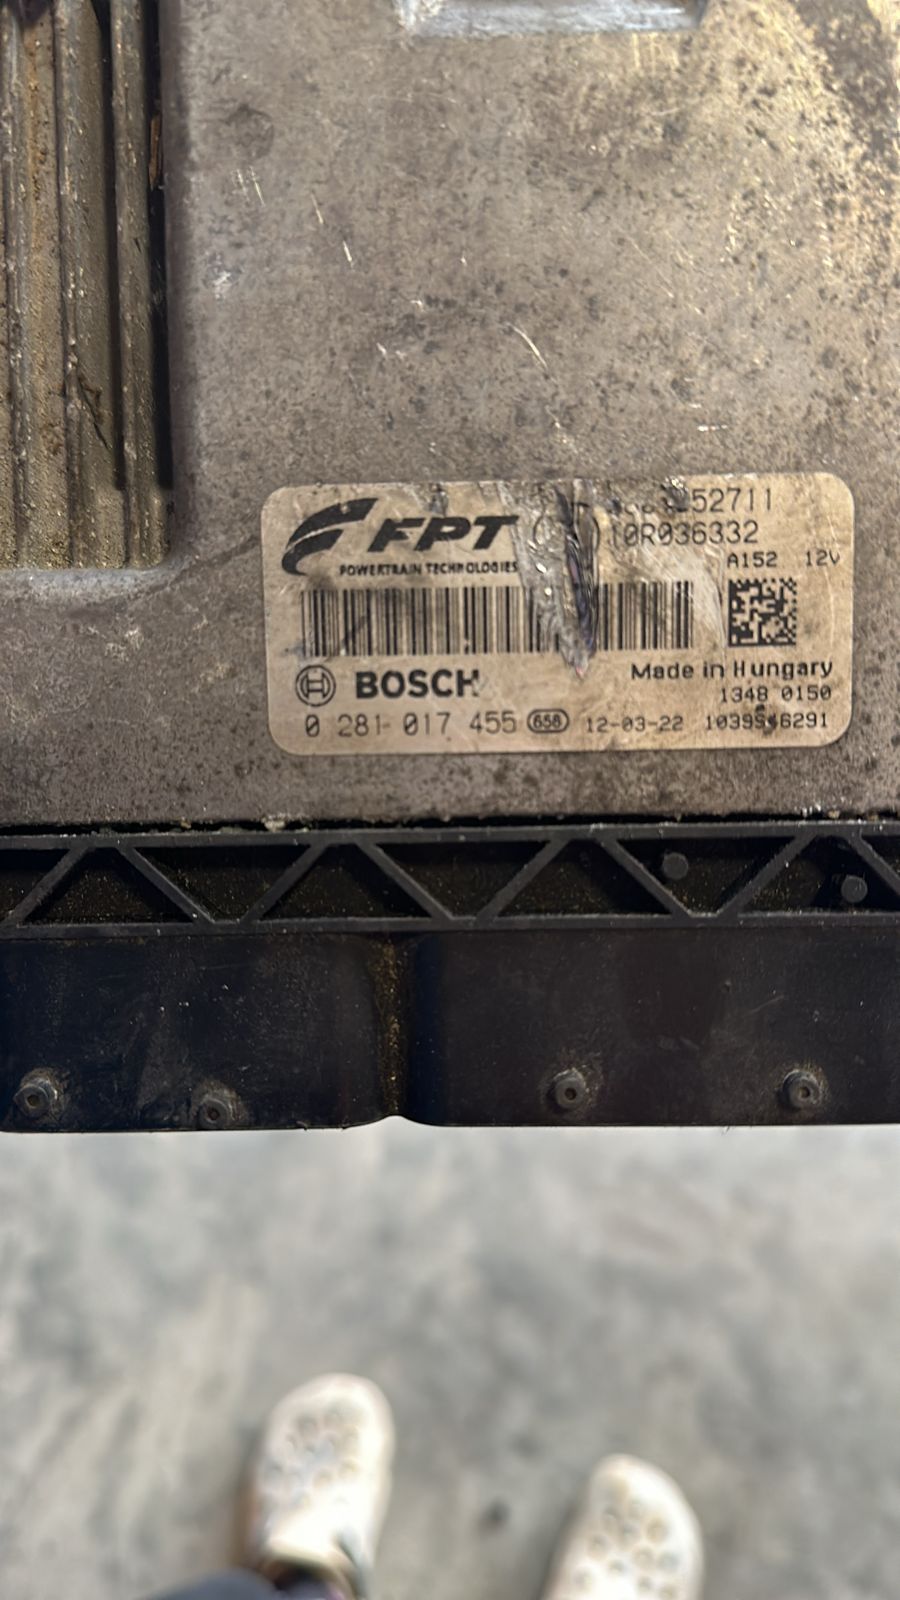 FPT
POWERTRAIN TECHNOLOGIES
10R036332
A152 12V
BOSCH
Made in Hungary
1348 0150
0 281 017 455 658 12-03-22